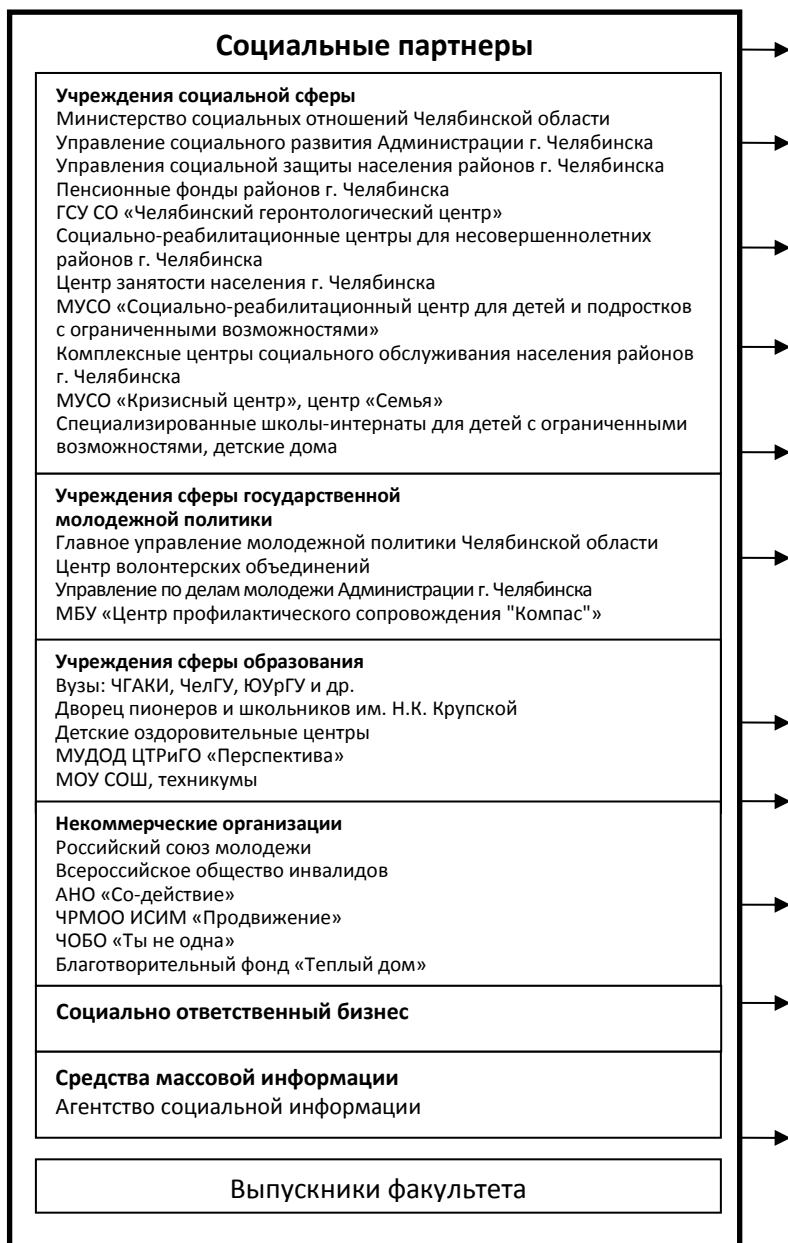 Социальные партнеры
Учреждения социальной сферы
Министерство социальных отношений Челябинской области
Управление социального развития Администрации г. Челябинска
Управления социальной защиты населения районов г. Челябинска
Пенсионные фонды районов г. Челябинска
ГСУ СО «Челябинский геронтологический центр»
Социально-реабилитационные центры для несовершеннолетних
районов г. Челябинска
Центр занятости населения г. Челябинска
МУСО «Социально-реабилитационный центр для детей и подростков
с ограниченными возможностями»
Комплексные центры социального обслуживания населения районов
г. Челябинска
МУСО «Кризисный центр», центр «Семья»
Специализированные школы-интернаты для детей с ограниченными
возможностями, детские дома
Учреждения сферы государственной
молодежной политики
Главное управление молодежной политики Челябинской области
Центр волонтерских объединений
Управление по делам молодежи Администрации г. Челябинска
МБУ «Центр профилактического сопровождения "Компас"»
Учреждения сферы образования
Вузы: ЧГАКИ, ЧелГУ, ЮУрГУ и др.
Дворец пионеров и школьников им. Н.К. Крупской
Детские оздоровительные центры
МУДОД ЦТРиГО «Перспектива»
МОУ СОШ, техникумы
Некоммерческие организации
Российский союз молодежи
Всероссийское общество инвалидов
АНО «Со-действие»
ЧРМОО ИСИМ «Продвижение»
ЧОБО «Ты не одна»
Благотворительный фонд «Теплый дом»
Социально ответственный бизнес
Средства массовой информации
Агентство социальной информации
Выпускники факультета